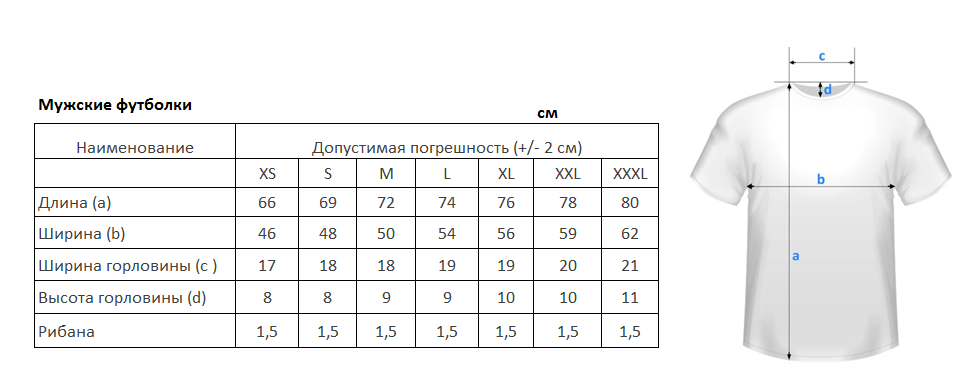 Мужские футболки
см
Наименование Допустимая погрешность (+/- 2 см)
XS S M L XL XXL XXXL
Длина (a) 66 69 72 74 76 78 80
Ширина (b) 46 48 50 54 56 59 62
Ширина горловины (c ) 17 18 18 19 19 20 21
Высота горловины (d) 8 8 9 9 10 10 11
Рибана 1,5 1,5 1,5 1,5 1,5 1,5 1,5
c
d
b
a